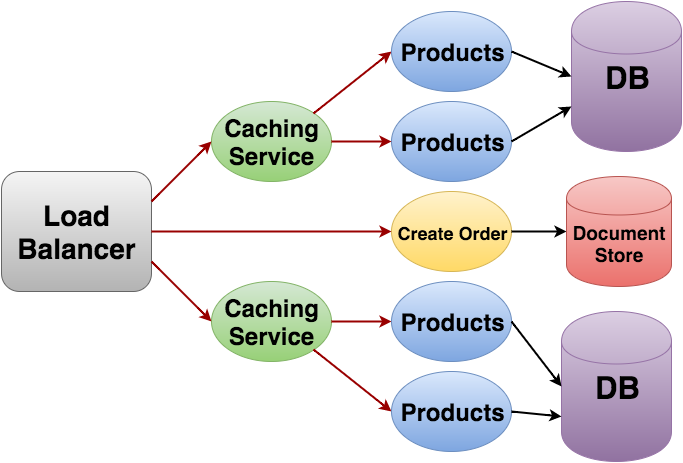 Load
Balancer
Caching
Service
Products
Products
DB
Create Order
Document
Store
Caching
Service
Products
Products
DB